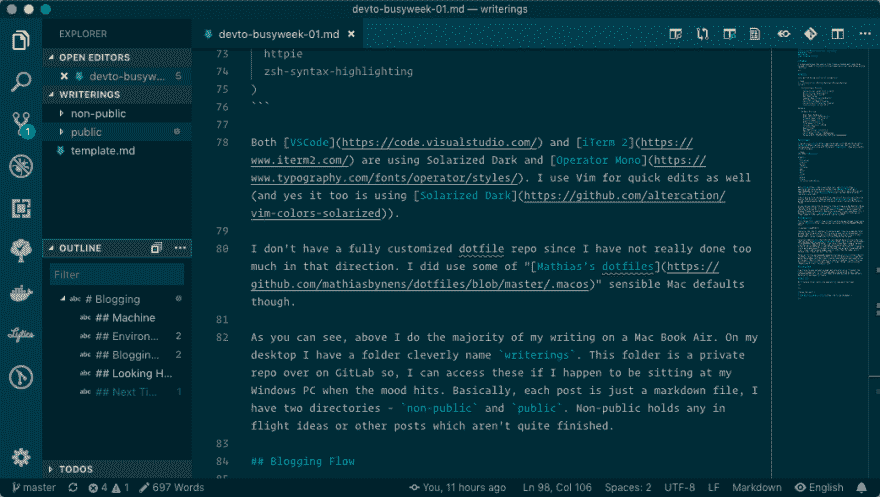 devto-busyweek-01.md — writerings
EXPLORER
devto-busyweek-01.md
OPEN EDITORS
devto-busyw... 5
WRITERINGS
non-public
public
template.md
OUTLINE
Filter
abc # Blogging
abc ## Machine
abc ## Environ... 2
abc ## Bloggin... 2
abc ## Looking H...
abc ## Next Ti... 1
TODOS
1
73 httpie
74 zsh-syntax-highlighting
75 )
76 ```
77
78 Both [VSCode](https://code.visualstudio.com/) and [iTerm 2](https://
www.iterm2.com/) are using Solarized Dark and [Operator Mono](https://
www.typography.com/fonts/operator/styles/). I use Vim for quick edits as well
(and yes it too is using [Solarized Dark](https://github.com/altercation/
vim-colors-solarized)).
79
80 I don't have a fully customized dotfile repo since I have not really done too
much in that direction. I did use some of "[Mathias's dotfiles](https://
github.com/mathiasbynens/dotfiles/blob/master/.macos)" sensible Mac defaults
though.
81
82 As you can see, above I do the majority of my writing on a Mac Book Air. On my
desktop I have a folder cleverly name `writerings`. This folder is a private
repo over on GitLab so, I can access these if I happen to be sitting at my
Windows PC when the mood hits. Basically, each post is just a markdown file, I
have two directories - `non-public` and `public`. Non-public holds any in
flight ideas or other posts which aren't quite finished.
83
84 ## Blogging Flow
master 4 1 697 Words You, 11 hours ago Ln 98, Col 106 Spaces: 2 UTF-8 LF Markdown English